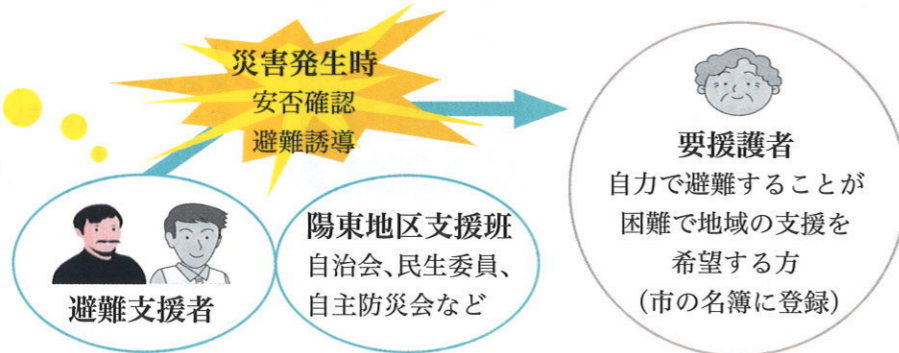 災害発生時
安否確認
避難誘導
避難支援者
陽東地区支援班
自治会、民生委員、
自主防災会など
要援護者
自力で避難することが
困難で地域の支援を
希望する方
(市の名簿に登録)